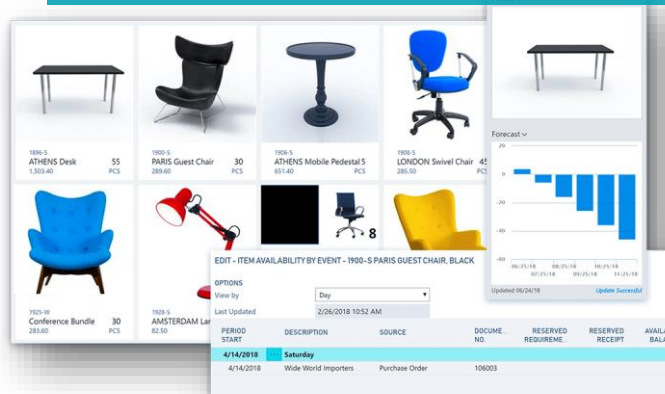 1896-S
ATHENS Desk 55
1,503.40 PCS
1900-S
PARIS Guest Chair 30
289.60 PCS
1906-S
ATHENS Mobile Pedestal 5
651.40 PCS
1908-S
LONDON Swivel Chair 45
285.50 PCS
1925-W
Conference Bundle 30
283.60 PCS
1928-S
AMSTERDAM
82.50
8
Forecast
20
0
-20
-40
-60
06/25/18 08/25/18 10/25/18
07/25/18 09/25/18 11/25/18
Updated 06/24/18 Update Successful
EDIT - ITEM AVAILABILITY BY EVENT - 1900-S PARIS GUEST CHAIR, BLACK
OPTIONS
View by Day
Last Updated 2/26/2018 10:52 AM
PERIOD START DESCRIPTION SOURCE DOCUME... NO. RESERVED REQUIREME... RESERVED RECEIPT
4/14/2018 ... Saturday
4/14/2018 Wide World Importers Purchase Order 106003